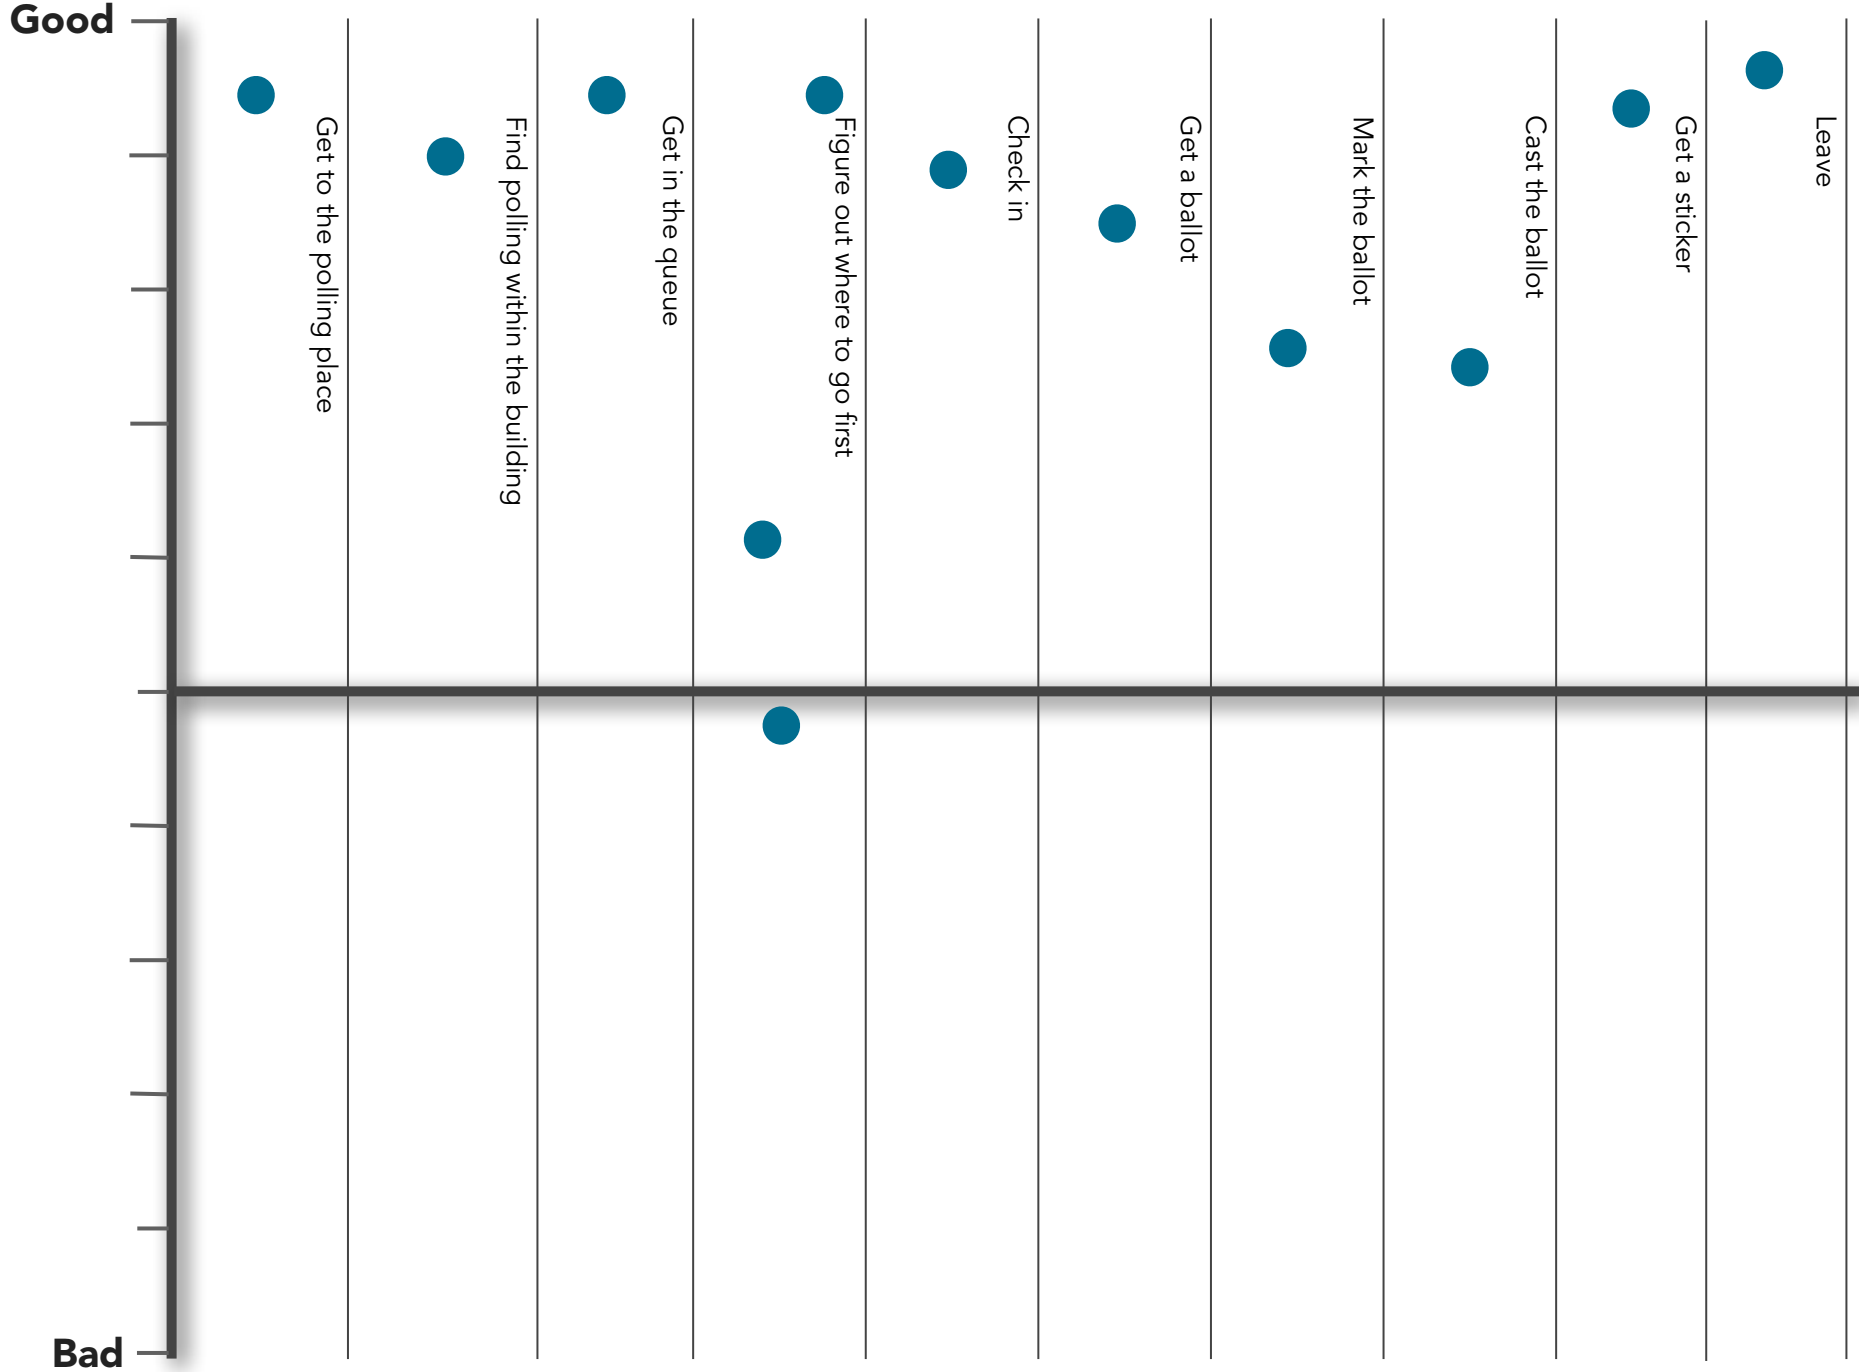 Good
Get to the polling place
Find polling within the building
Get in the queue
Figure out where to go first
Check in
Get a ballot
Mark the ballot
Cast the ballot
Get a sticker
Leave
Bad